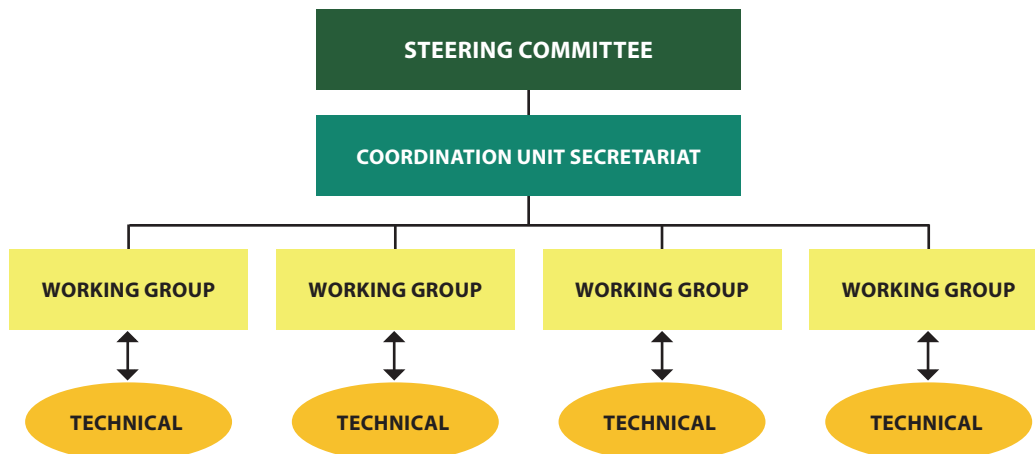 STEERING COMMITTEE
COORDINATION UNIT SECRETARIAT
WORKING GROUP
WORKING GROUP
WORKING GROUP
WORKING GROUP
TECHNICAL
TECHNICAL
TECHNICAL
TECHNICAL